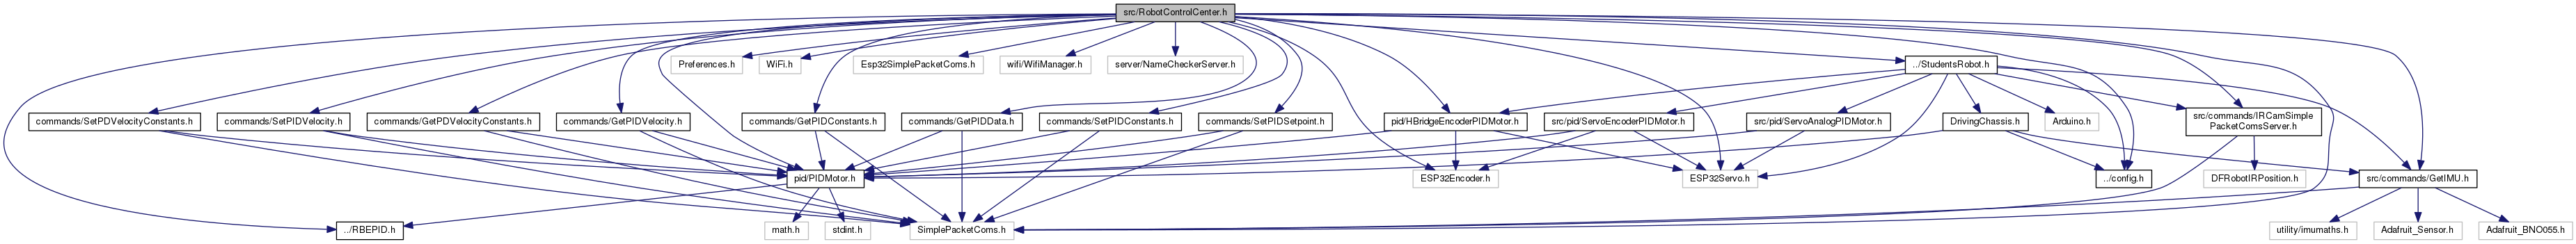 src/RobotControlCenter.h
Preferences.h
WiFi.h
Esp32SimplePacketComs.h
wifi/WifiManager.h
server/NameCheckerServer.h
../StudentsRobot.h
commands/SetPDVelocityConstants.h
commands/SetPIDVelocity.h
commands/GetPDVelocityConstants.h
commands/GetPIDVelocity.h
commands/GetPIDConstants.h
commands/GetPIDData.h
commands/SetPIDConstants.h
commands/SetPIDSetpoint.h
pid/HBridgeEncoderPIDMotor.h
src/pid/ServoEncoderPIDMotor.h
src/pid/ServoAnalogPIDMotor.h
DrivingChassis.h
Arduino.h
src/commands/IRCamSimple
PacketComsServer.h
pid/PIDMotor.h
ESP32Encoder.h
ESP32Servo.h
../config.h
DFRobotIRPosition.h
src/commands/GetIMU.h
../RBEPID.h
math.h
stdint.h
SimplePacketComs.h
utility/imumaths.h
Adafruit_Sensor.h
Adafruit_BNO055.h